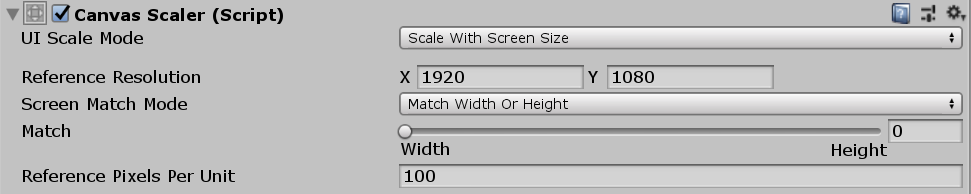 Canvas Scaler (Script)
UI Scale Mode Scale With Screen Size
Reference Resolution X 1920 Y 1080
Screen Match Mode Match Width Or Height
Match 0
Width Height
Reference Pixels Per Unit 100